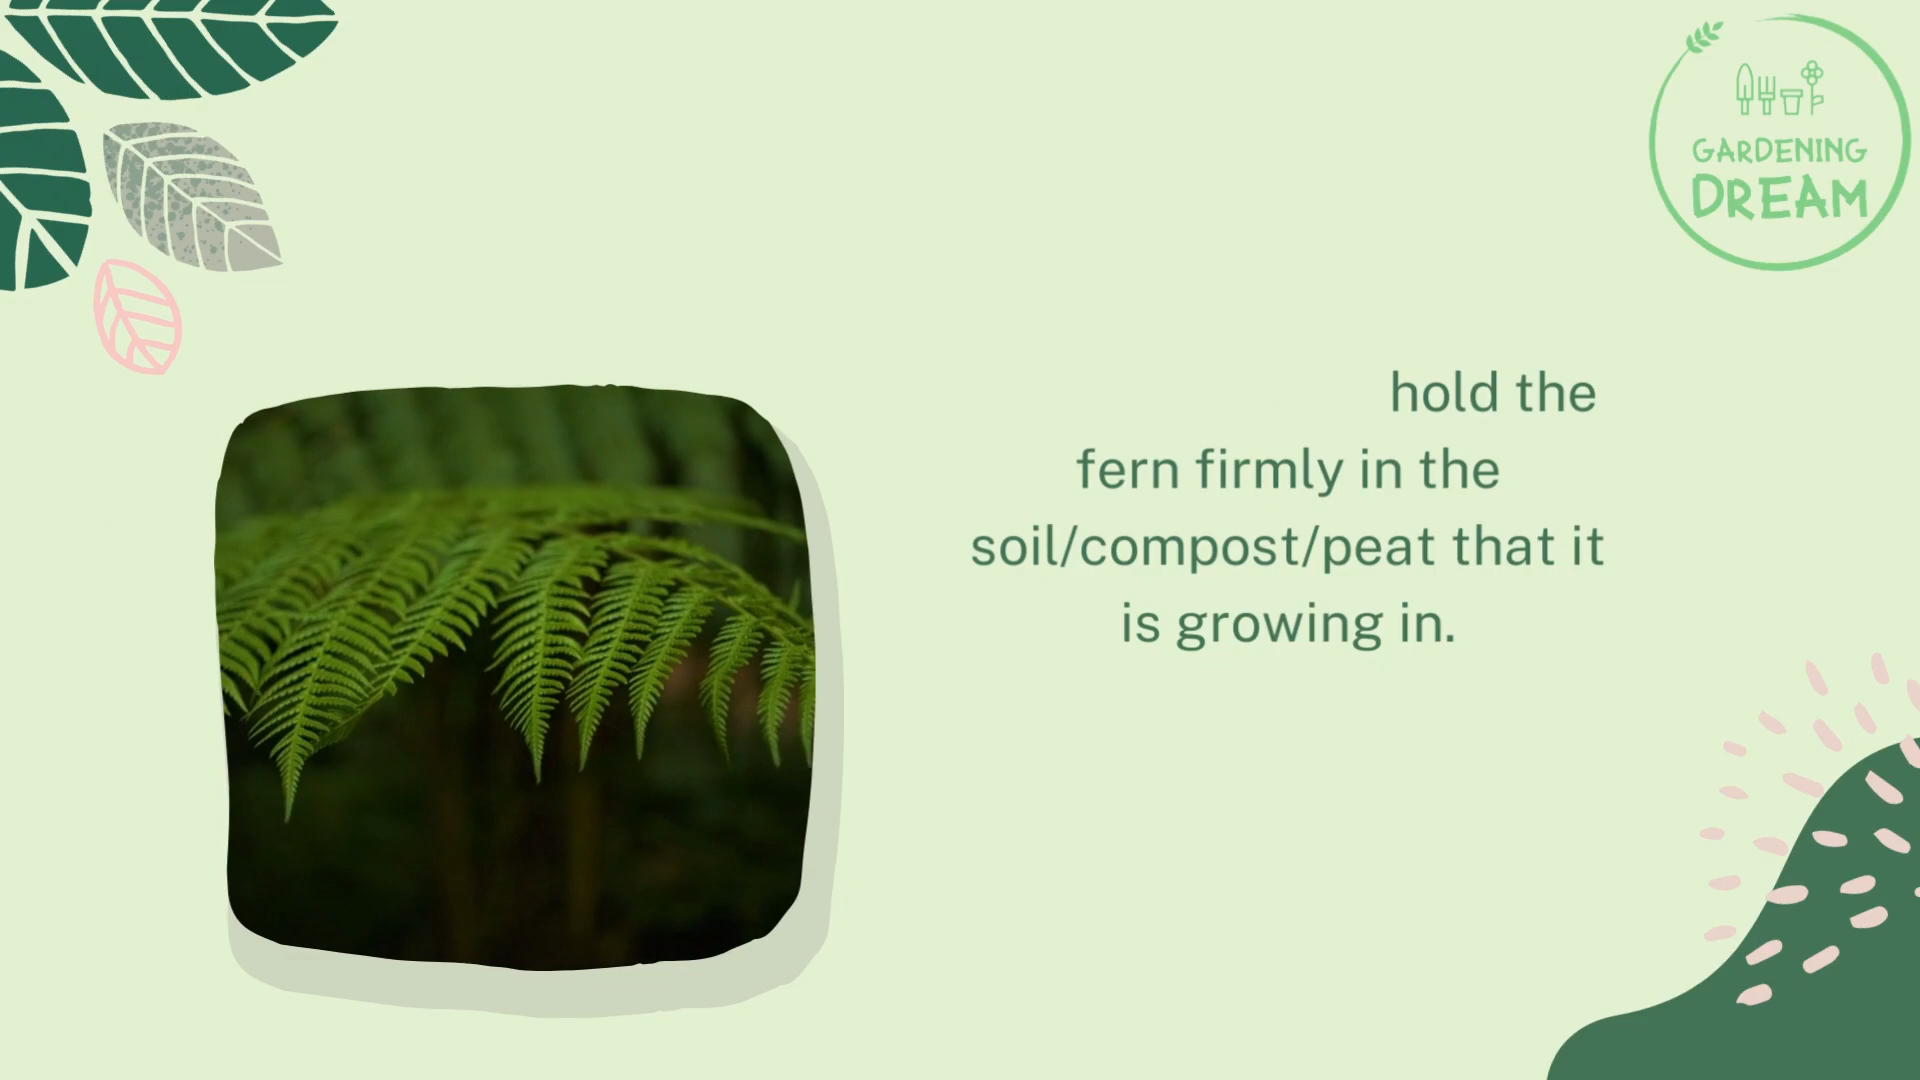 GARDENING
DREAM
hold the
fern firmly in the
soil/compost/peat that it
is growing in.